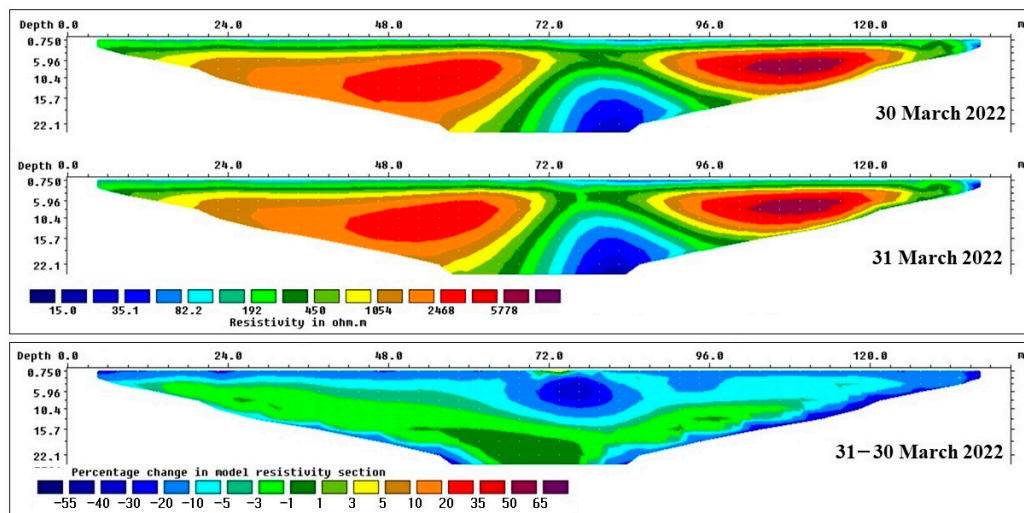 Depth 0.0 24.0 48.0 72.0 96.0 120.0 m
0.750
5.96
10.4
15.7
22.1
30 March 2022
Depth 0.0 24.0 48.0 72.0 96.0 120.0 m
0.750
5.96
10.4
15.7
22.1
31 March 2022
15.0 35.1 82.2 192 450 1054 2468 5778
Resistivity in ohm.m
Depth 0.0 24.0 48.0 72.0 96.0 120.0 m
0.750
5.96
10.4
15.7
22.1
31−30 March 2022
Percentage change in model resistivity section
-55 -40 -30 -20 -10 -5 -3 -1 1 3 5 10 20 35 50 65